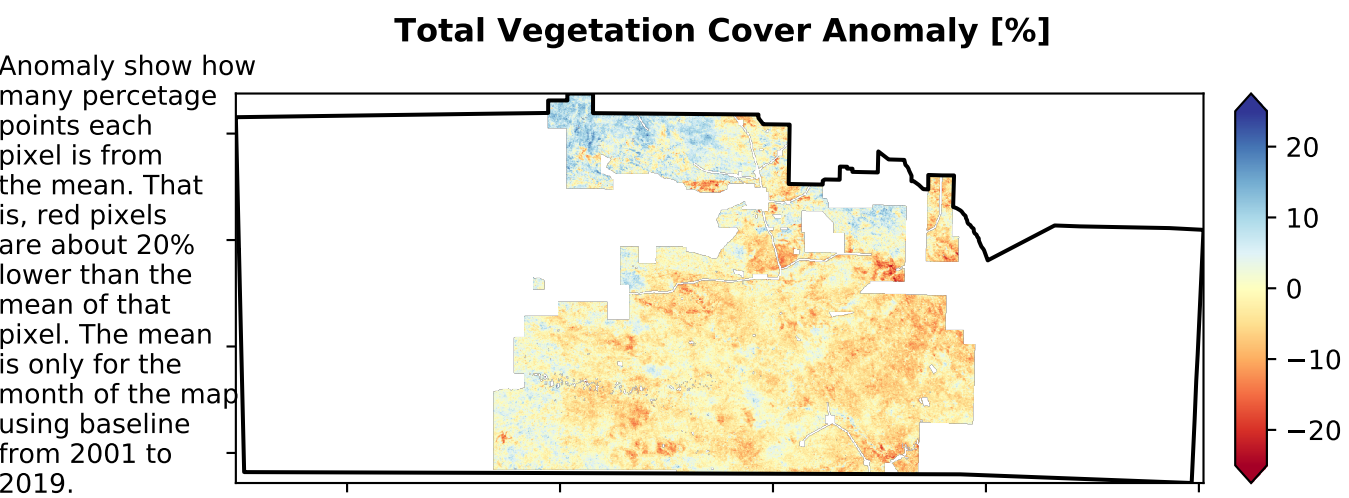 Total Vegetation Cover Anomaly [%]
Anomaly show how
many percetage
points each
pixel is from
the mean. That
is, red pixels
are about 20%
lower than the
mean of that
pixel. The mean
is only for the
month of the map
using baseline
from 2001 to
2019.
20
10
0
−10
−20